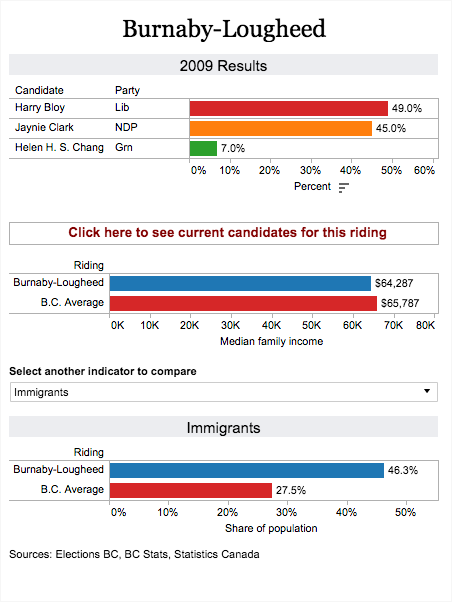 Burnaby-Lougheed
2009 Results
Candidate Party
Harry Bloy Lib 49.0%
Jaynie Clark NDP 45.0%
Helen H. S. Chang Grn 7.0%
0% 10% 20% 30% 40% 50% 60%
Percent
Click here to see current candidates for this riding
Riding
Burnaby-Lougheed $64,287
B.C. Average $65,787
0K 10K 20K 30K 40K 50K 60K 70K 80K
Median family income
Select another indicator to compare
Immigrants
Immigrants
Riding
Burnaby-Lougheed 46.3%
B.C. Average 27.5%
0% 10% 20% 30% 40% 50%
Share of population
Sources: Elections BC, BC Stats, Statistics Canada